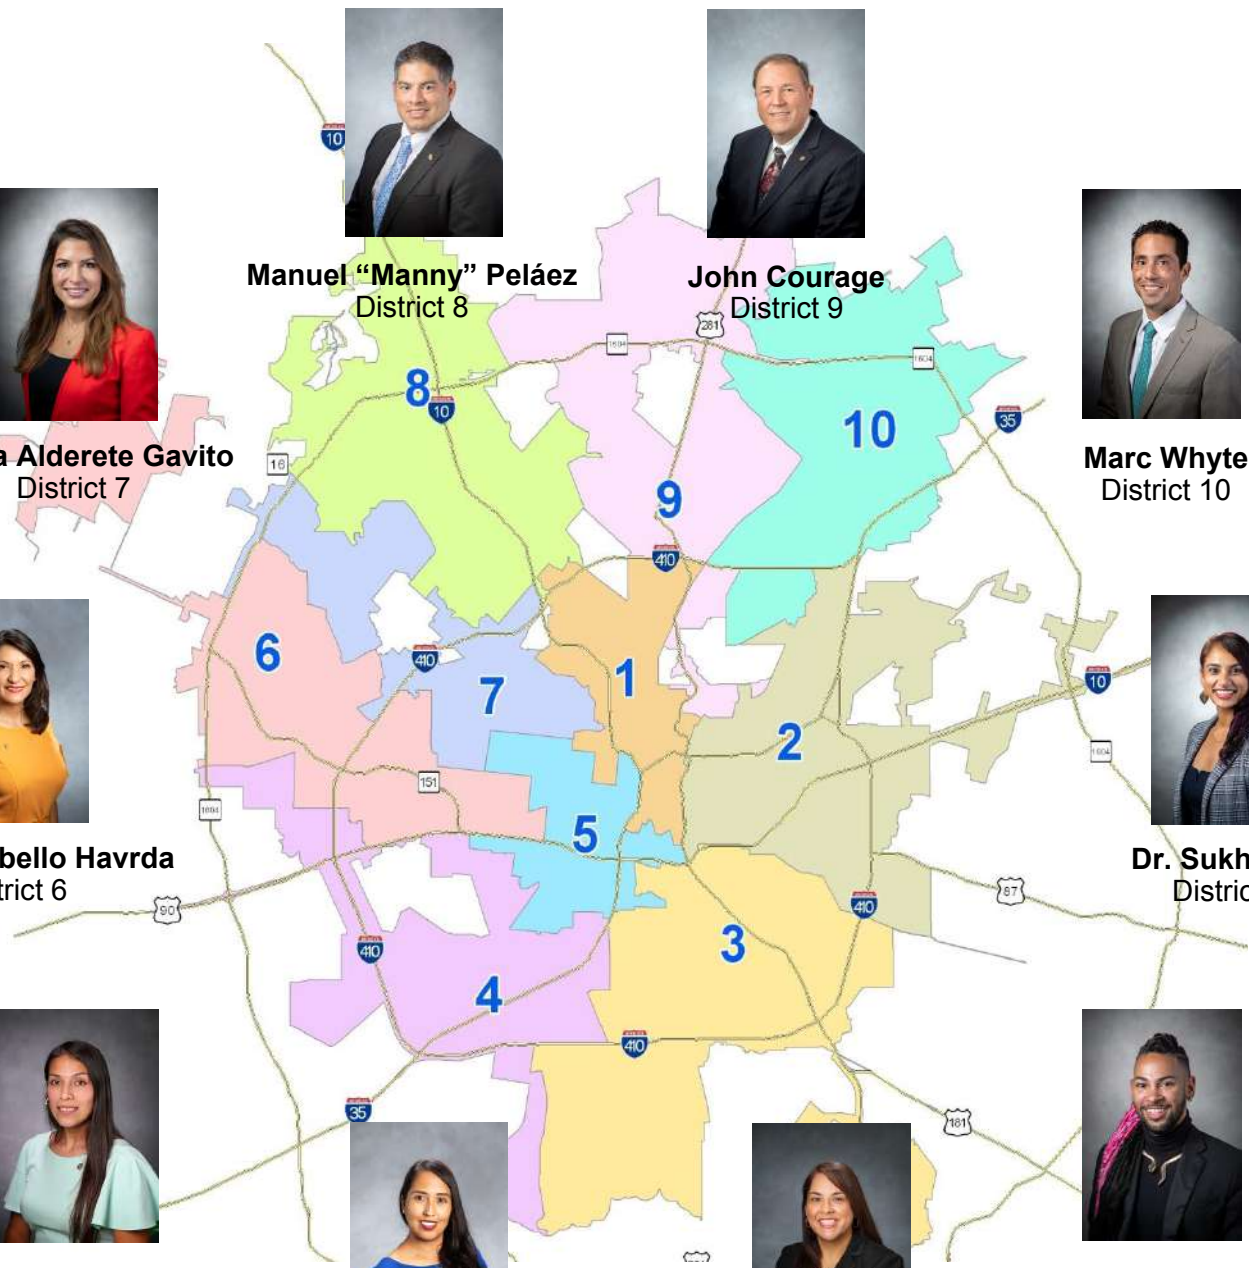 10
Manuel “Manny” Peláez
District 8
John Courage
District 9
281
1604
1604
8
10
10
35
a Alderete Gavito
District 7
16
Marc Whyte
District 10
9
410
6
410
7
1
2
10
1604
151
5
1604
bello Havrda
trict 6
90
Dr. Sukh
Distric
87
410
3
410
4
410
35
181